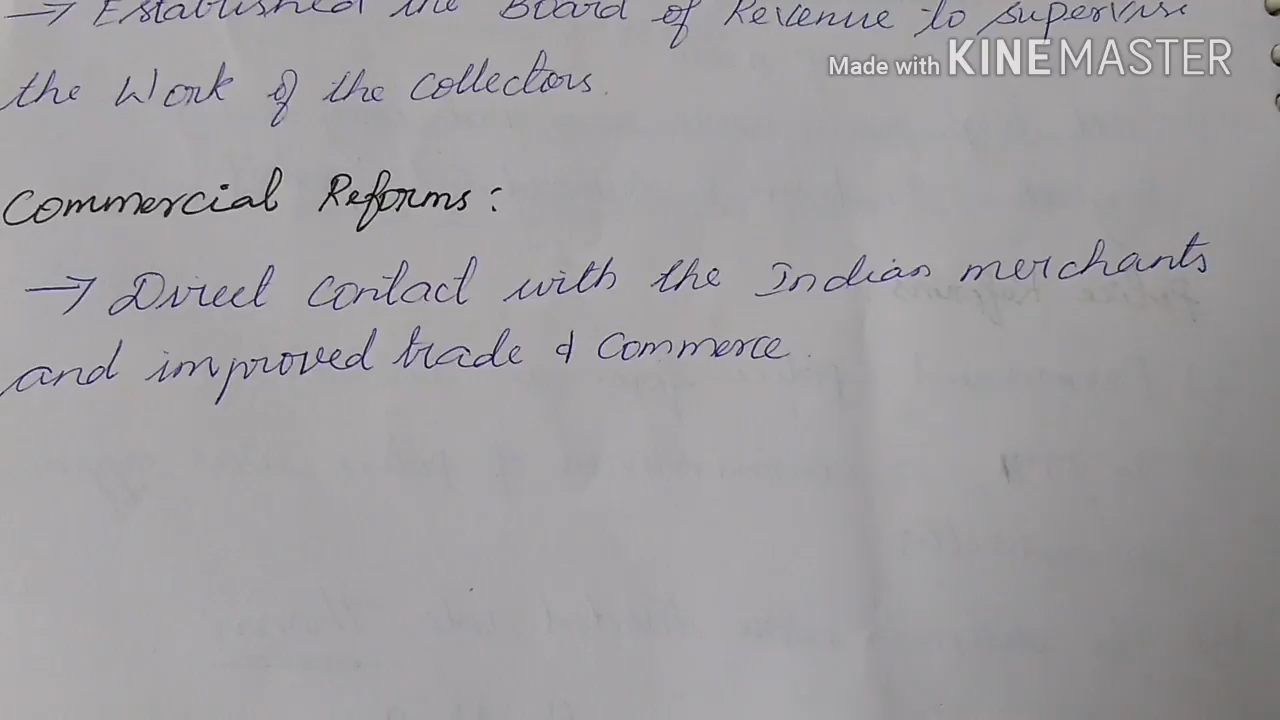 → Established the Board of Revenue to supervise
Made with KINEMASTER
the Work of the collectors.
Commercial Reforms:
→ Direct contact with the Indian merchants
and improved trade & Commerce.